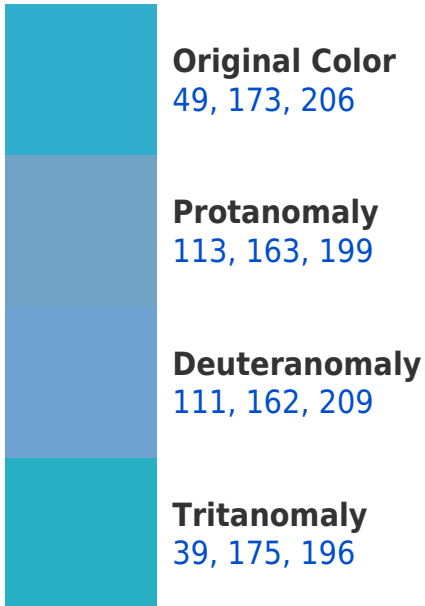 Original Color
49, 173, 206
Protanomaly
113, 163, 199
Deuteranomaly
111, 162, 209
Tritanomaly
39, 175, 196